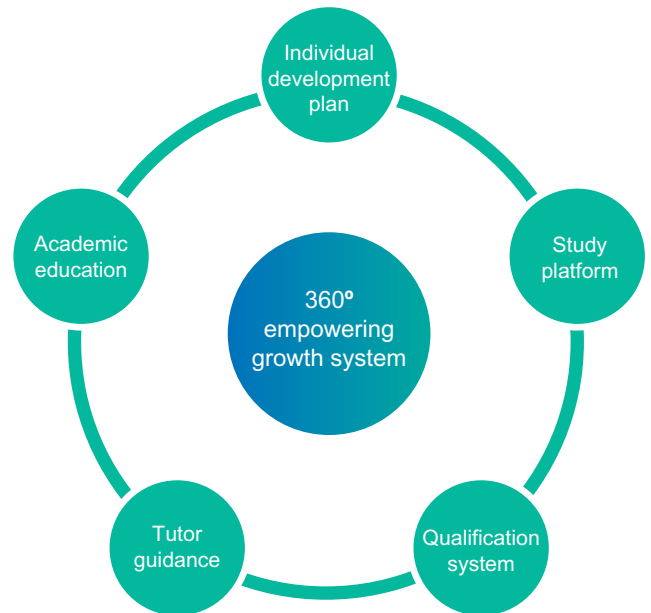 Individual
development
plan
Academic
education
Study
platform
360º
empowering
growth system
Tutor
guidance
Qualification
system